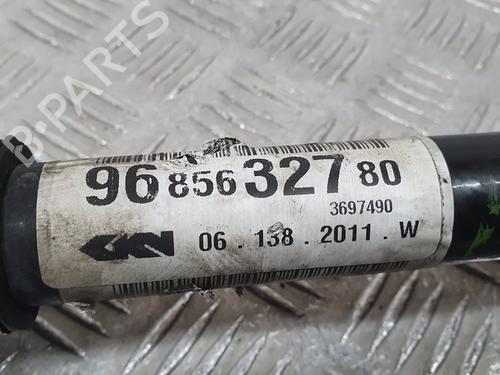 B-PARTS
96 856 327 80
3697490
GKN 06 . 138 . 2011 . W